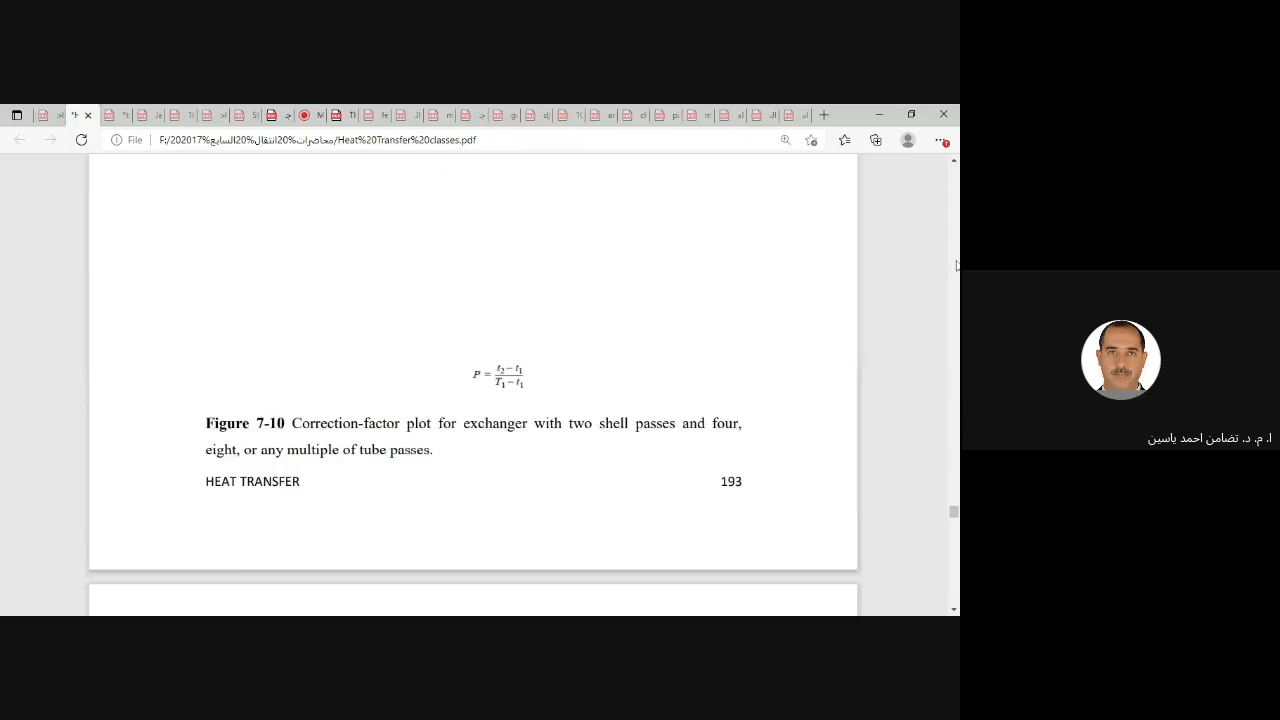 File
F:/202017%السابع%20انتقال%20محاضرات/Heat%20Transfer%20classes.pdf
P = t2 − t1 / T1 − t1
Figure 7-10 Correction-factor plot for exchanger with two shell passes and four,
eight, or any multiple of tube passes.
HEAT TRANSFER 193
ا. م. د. تضامن احمد ياسين